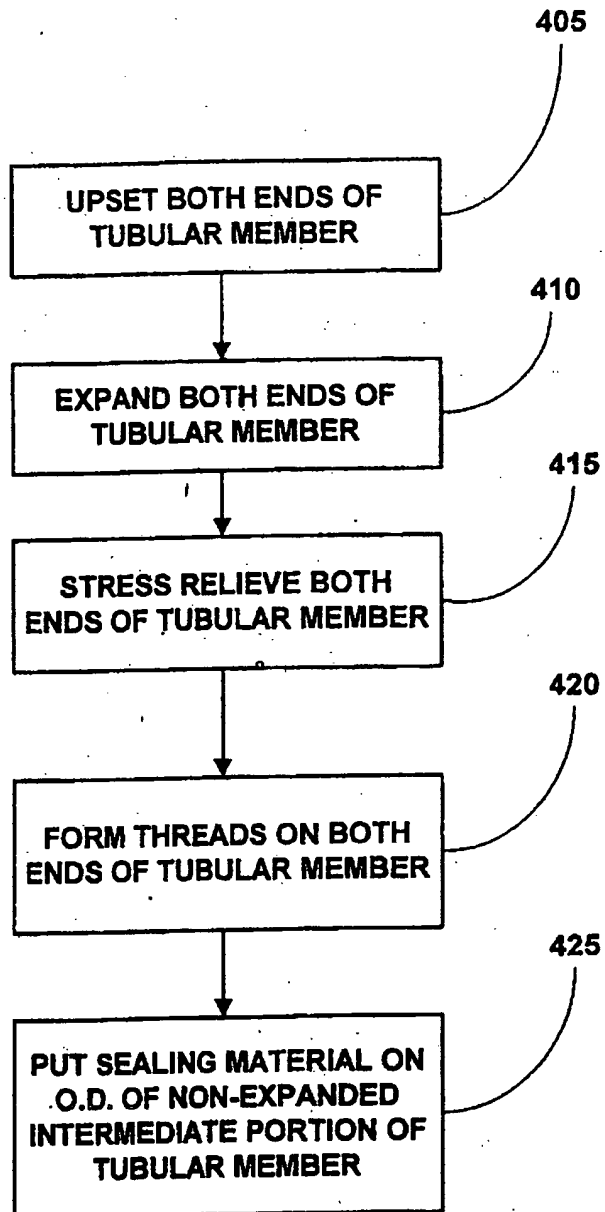 405
UPSET BOTH ENDS OF
TUBULAR MEMBER
410
EXPAND BOTH ENDS OF
TUBULAR MEMBER
415
STRESS RELIEVE BOTH
ENDS OF TUBULAR MEMBER
420
FORM THREADS ON BOTH
ENDS OF TUBULAR MEMBER
425
PUT SEALING MATERIAL ON
O.D. OF NON-EXPANDED
INTERMEDIATE PORTION OF
TUBULAR MEMBER